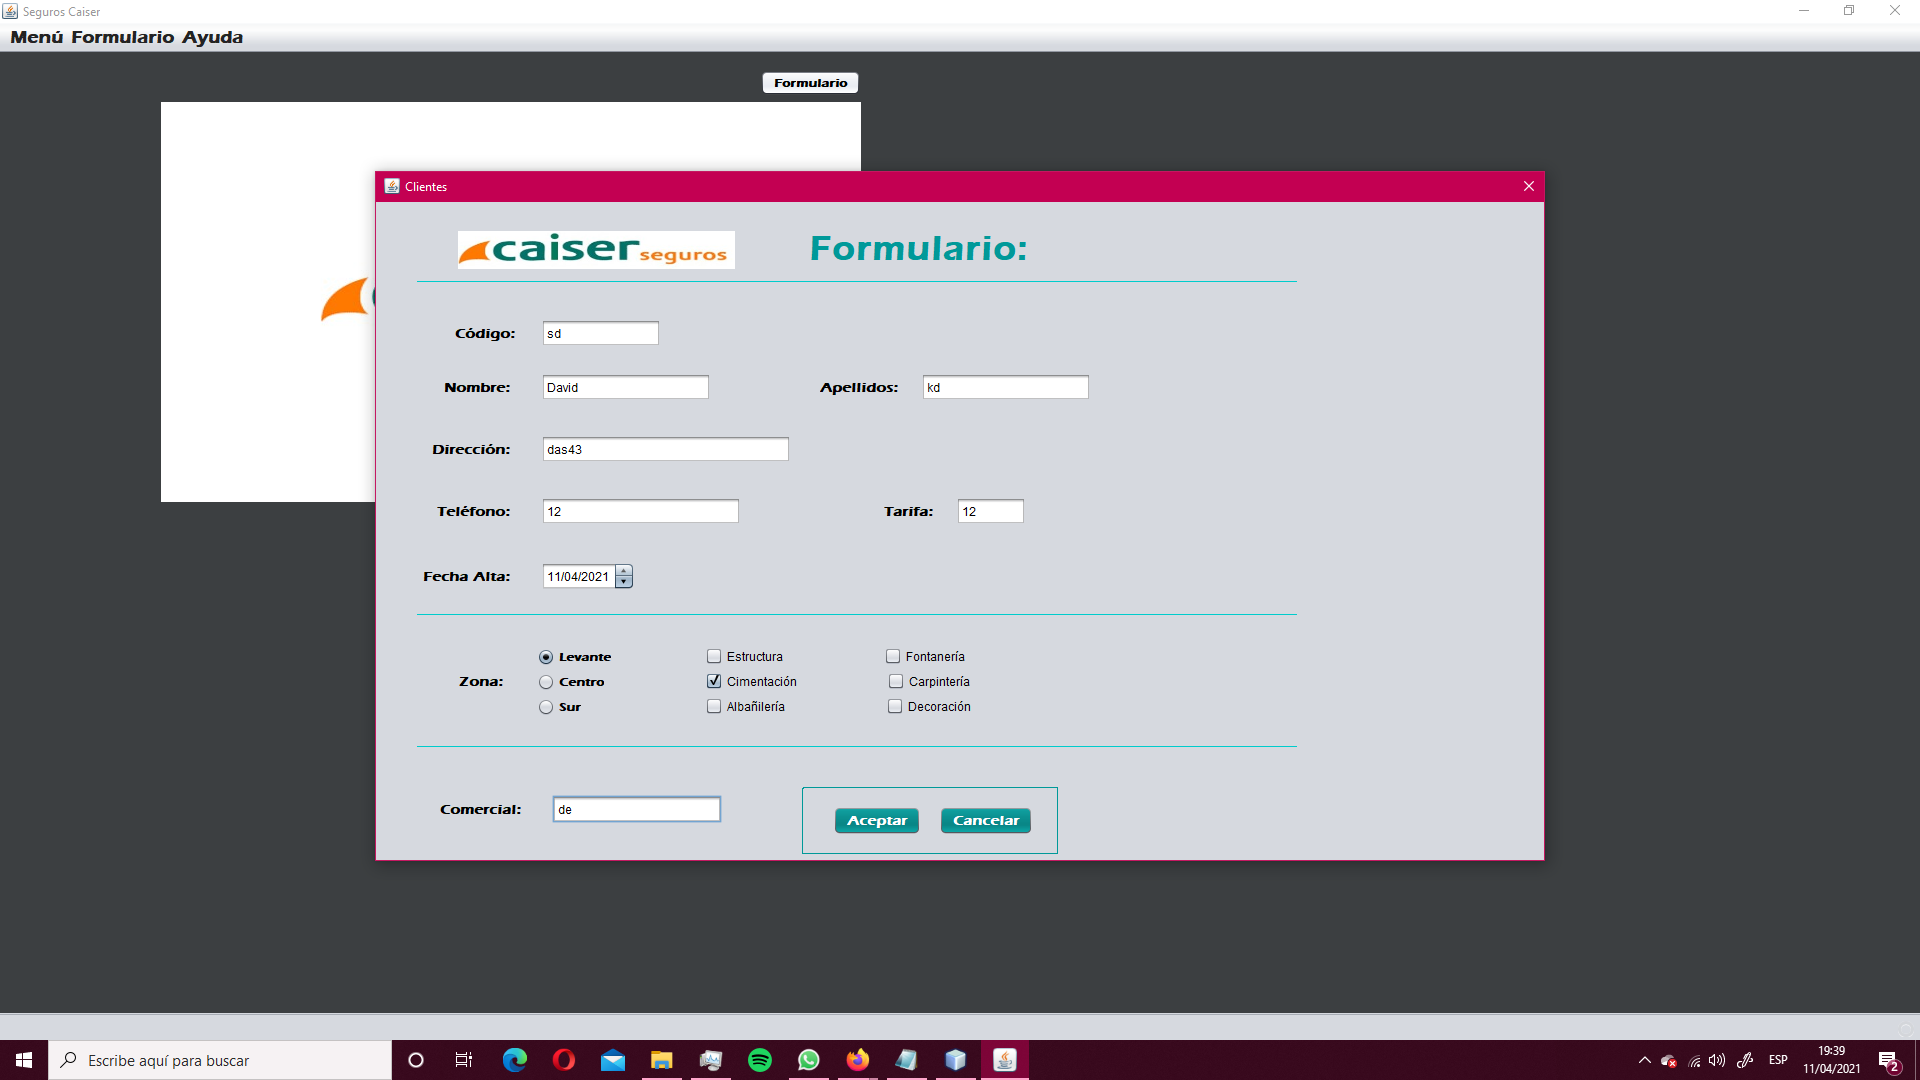 Seguros Caiser
Menú Formulario Ayuda
Formulario
Clientes
caiser seguros
Formulario:
Código: sd
Nombre: David Apellidos: kd
Dirección: das43
Teléfono: 12 Tarifa: 12
Fecha Alta: 11/04/2021
Levante Estructura Fontanería
Zona: Centro Cimentación Carpintería
Sur Albañilería Decoración
Comercial: de Aceptar Cancelar
Escribe aquí para buscar
ESP
19:39
11/04/2021
2